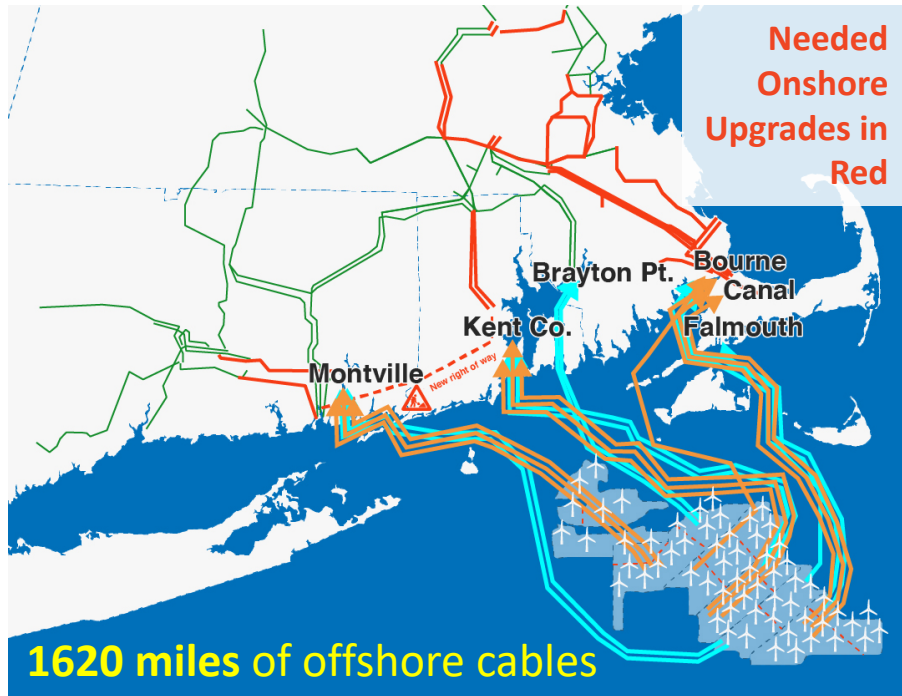 Needed
Onshore
Upgrades in
Red
Bourne
Brayton Pt.
Canal
Kent Co.
Falmouth
Montville
New right of way
1620 miles of offshore cables